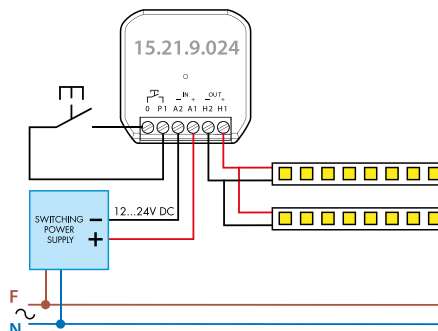 15.21.9.024
– IN + – OUT +
0 P1 A2 A1 H2 H1
12...24V DC
SWITCHING
POWER
SUPPLY
–
+
F
~
N